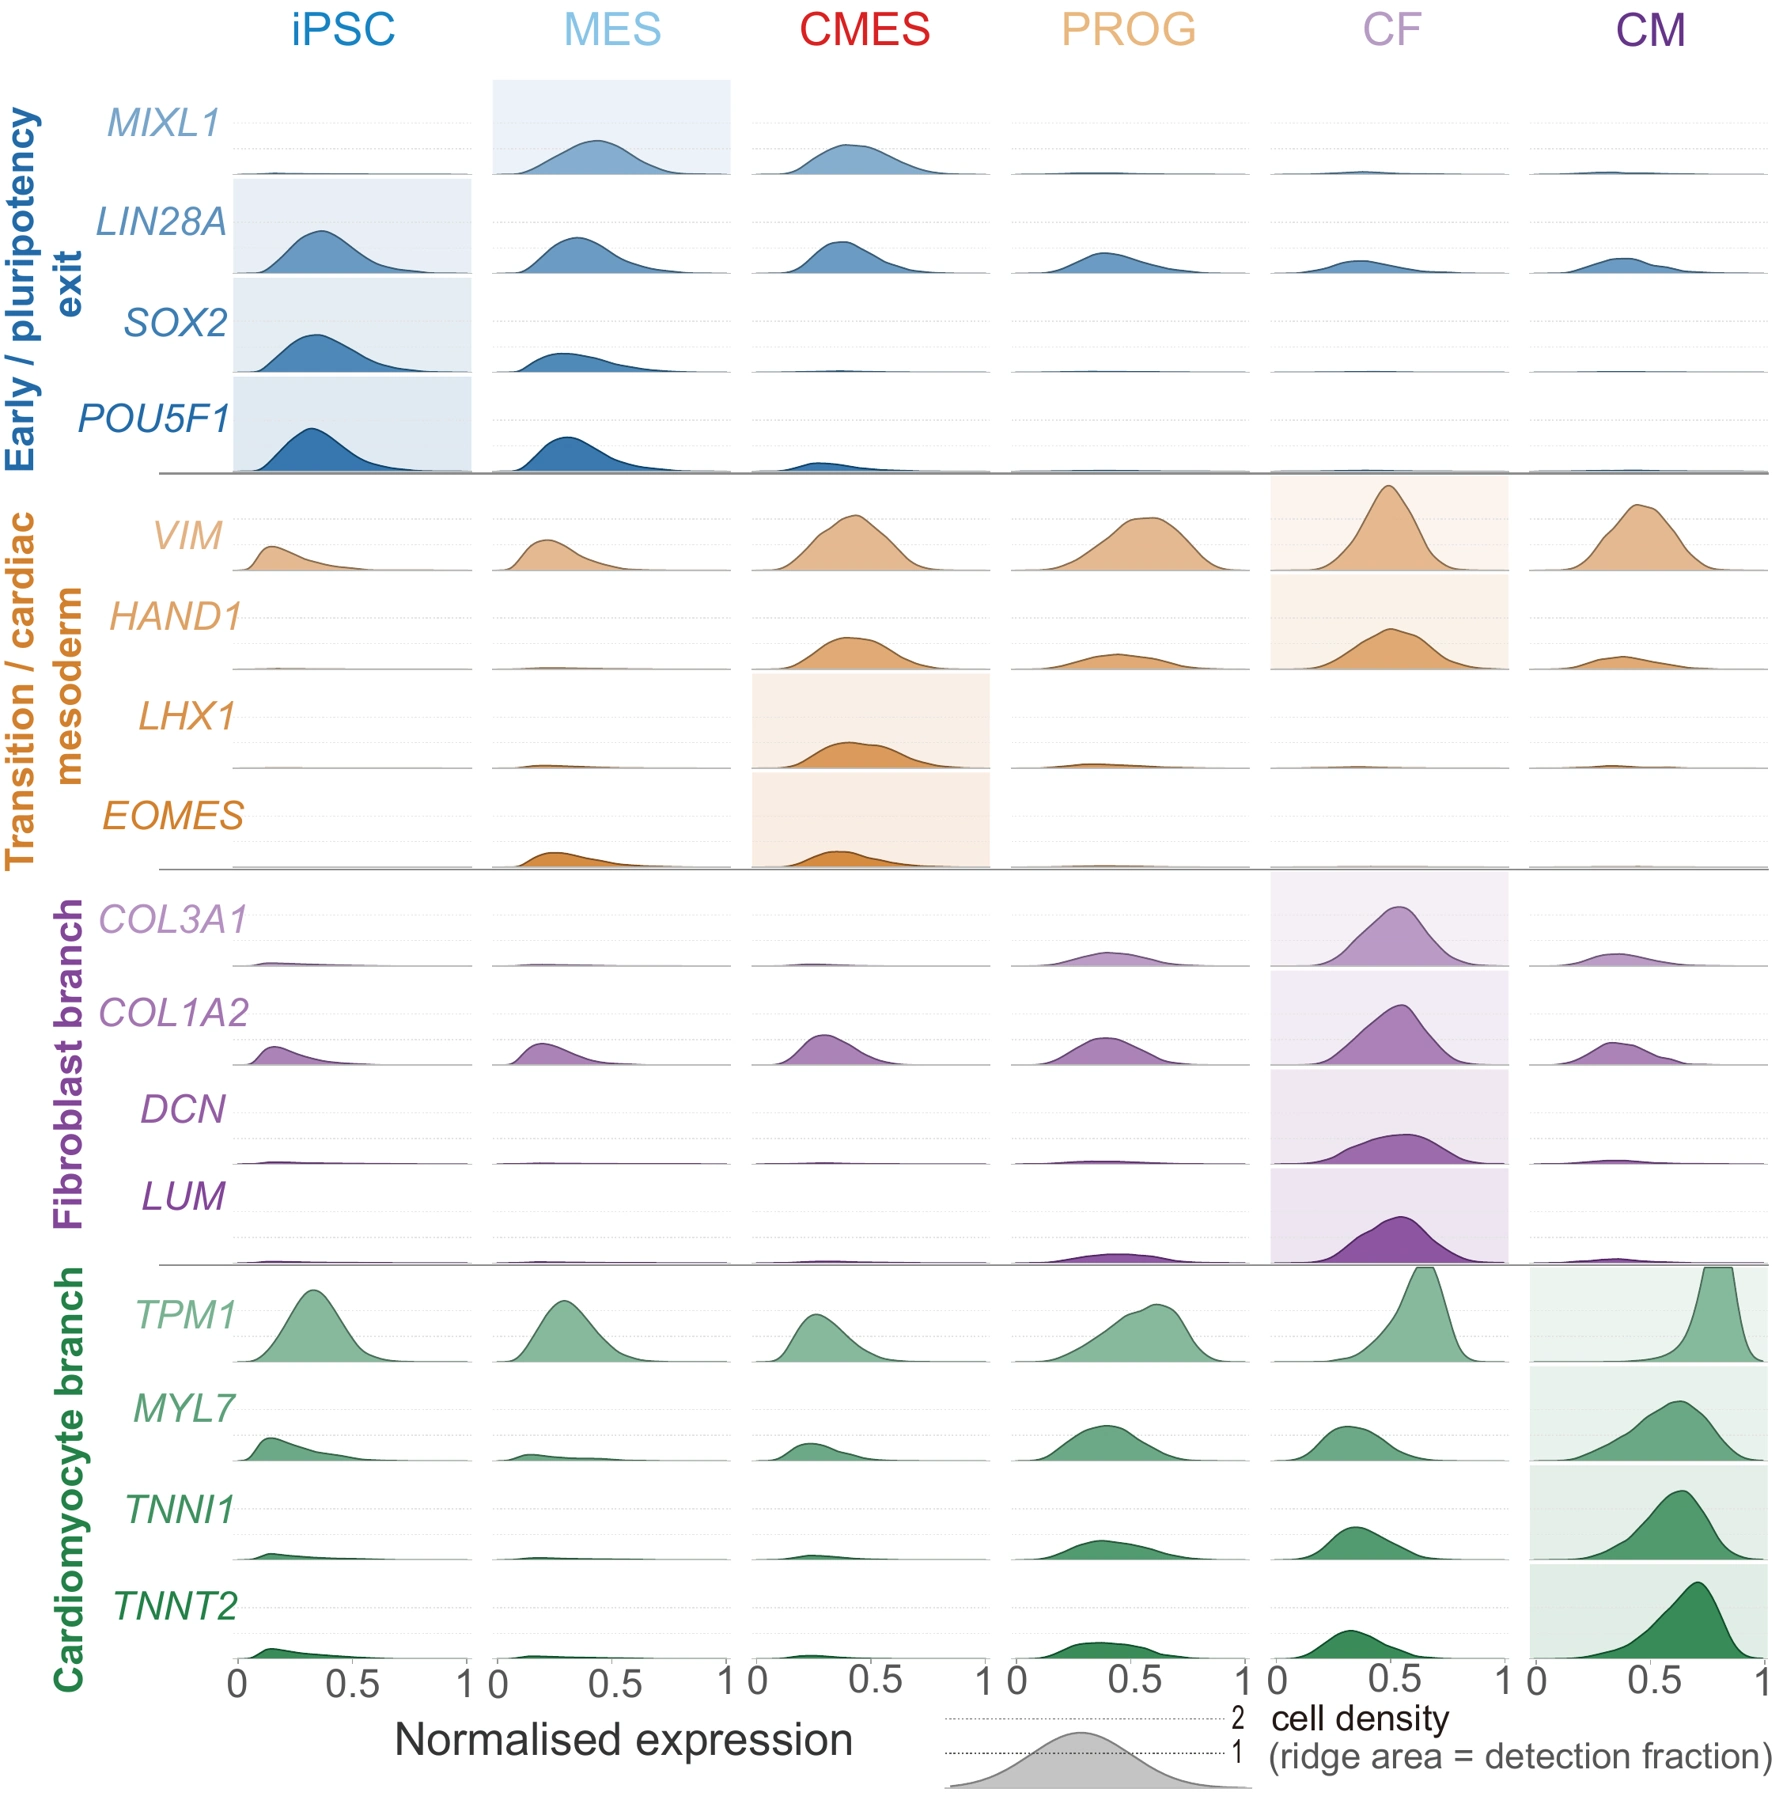 iPSC MES CMES PROG CF CM
Early / pluripotency
exit
MIXL1
LIN28A
SOX2
POU5F1
Transition / cardiac
mesoderm
VIM
HAND1
LHX1
EOMES
Fibroblast branch
COL3A1
COL1A2
DCN
LUM
Cardiomyocyte branch
TPM1
MYL7
TNNI1
TNNT2
0 0.5 1 0 0.5 1 0 0.5 1 0 0.5 1 0 0.5 1 0 0.5 1
Normalised expression
2 cell density
1 (ridge area = detection fraction)